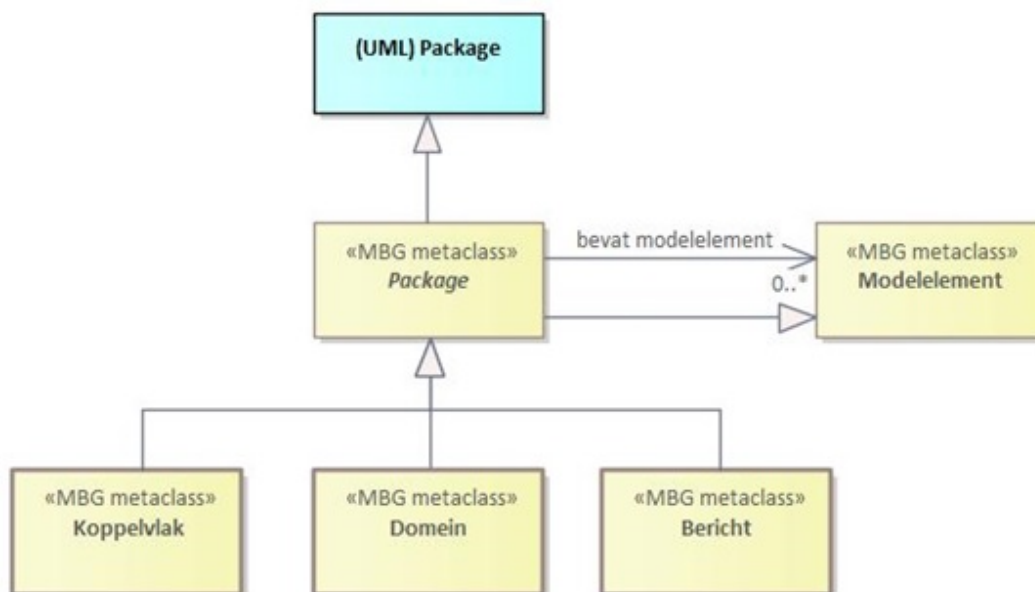 (UML) Package
«MBG metaclass»
Package
bevat modelelement
0..*
«MBG metaclass»
Modelelement
«MBG metaclass»
Koppelvlak
«MBG metaclass»
Domein
«MBG metaclass»
Bericht